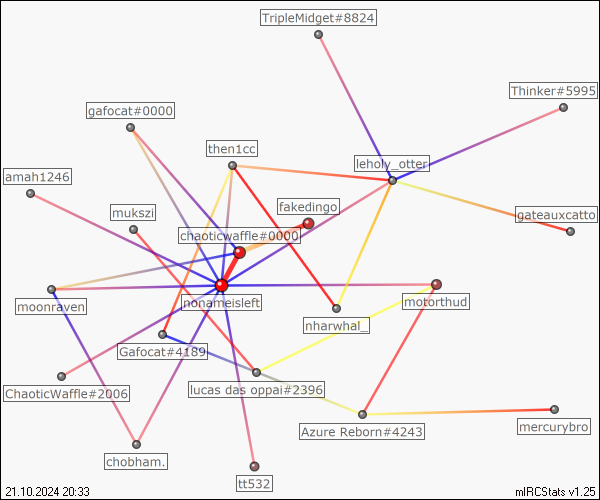 TripleMidget#8824
Thinker#5995
gafocat#0000
then1cc
leholy_otter
amah1246
fakedingo
mukszi
gateauxcatto
chaoticwaffle#0000
nonameisleft
motorthud
moonraven
nharwhal_
Gafocat#4189
ChaoticWaffle#2006
lucas das oppai#2396
Azure Reborn#4243
mercurybro
chobham.
tt532
21.10.2024 20:33
mIRCStats v1.25